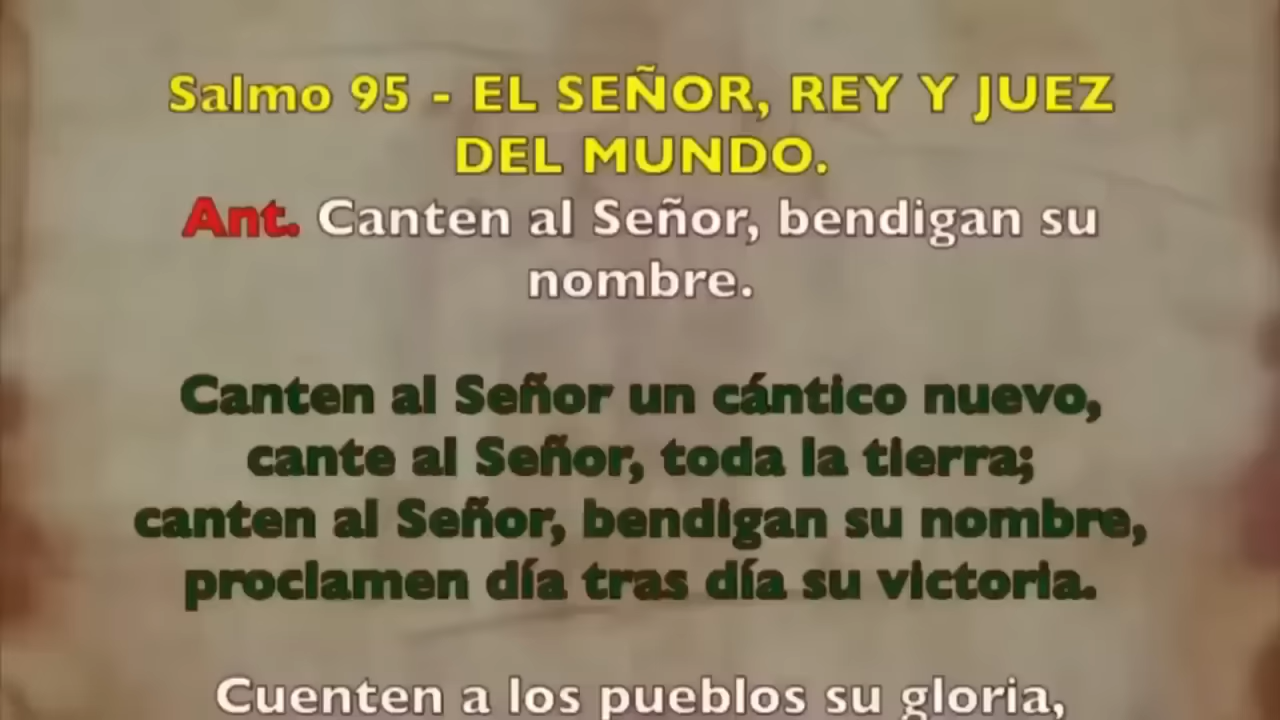 Salmo 95 - EL SEÑOR, REY Y JUEZ
DEL MUNDO.
Ant. Canten al Señor, bendigan su
nombre.
Canten al Señor un cántico nuevo,
cante al Señor, toda la tierra;
canten al Señor, bendigan su nombre,
proclamen día tras día su victoria.
Cuenten a los pueblos su gloria,